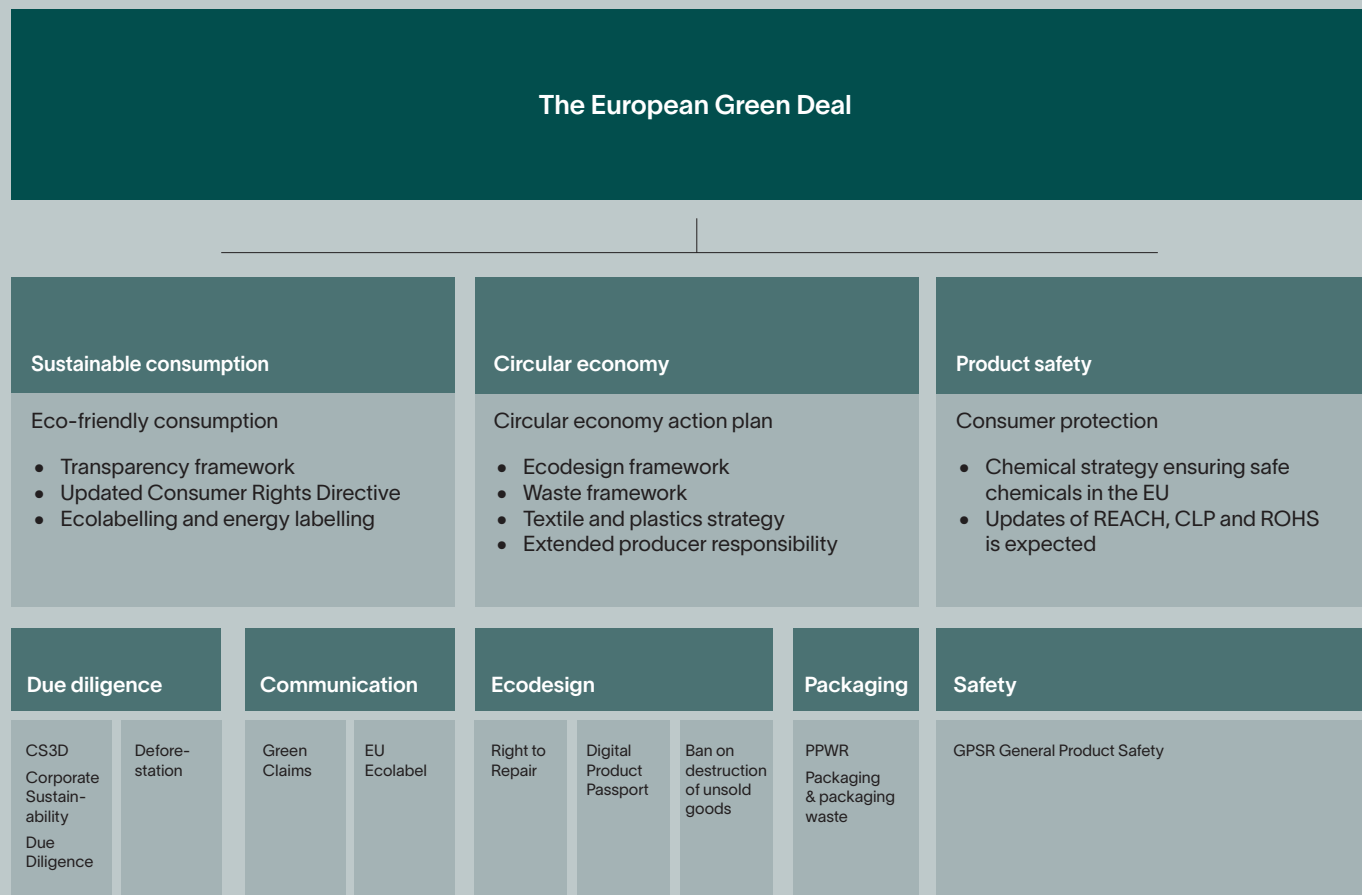 The European Green Deal
Sustainable consumption
Eco-friendly consumption
• Transparency framework
• Updated Consumer Rights Directive
• Ecolabelling and energy labelling
Circular economy
Circular economy action plan
• Ecodesign framework
• Waste framework
• Textile and plastics strategy
• Extended producer responsibility
Product safety
Consumer protection
• Chemical strategy ensuring safe
chemicals in the EU
• Updates of REACH, CLP and ROHS
is expected
Due diligence
CS3D
Corporate
Sustain-
ability
Due
Diligence
Defore-
station
Communication
Green
Claims
EU
Ecolabel
Ecodesign
Right to
Repair
Digital
Product
Passport
Ban on
destruction
of unsold
goods
Packaging
PPWR
Packaging
& packaging
waste
Safety
GPSR General Product Safety